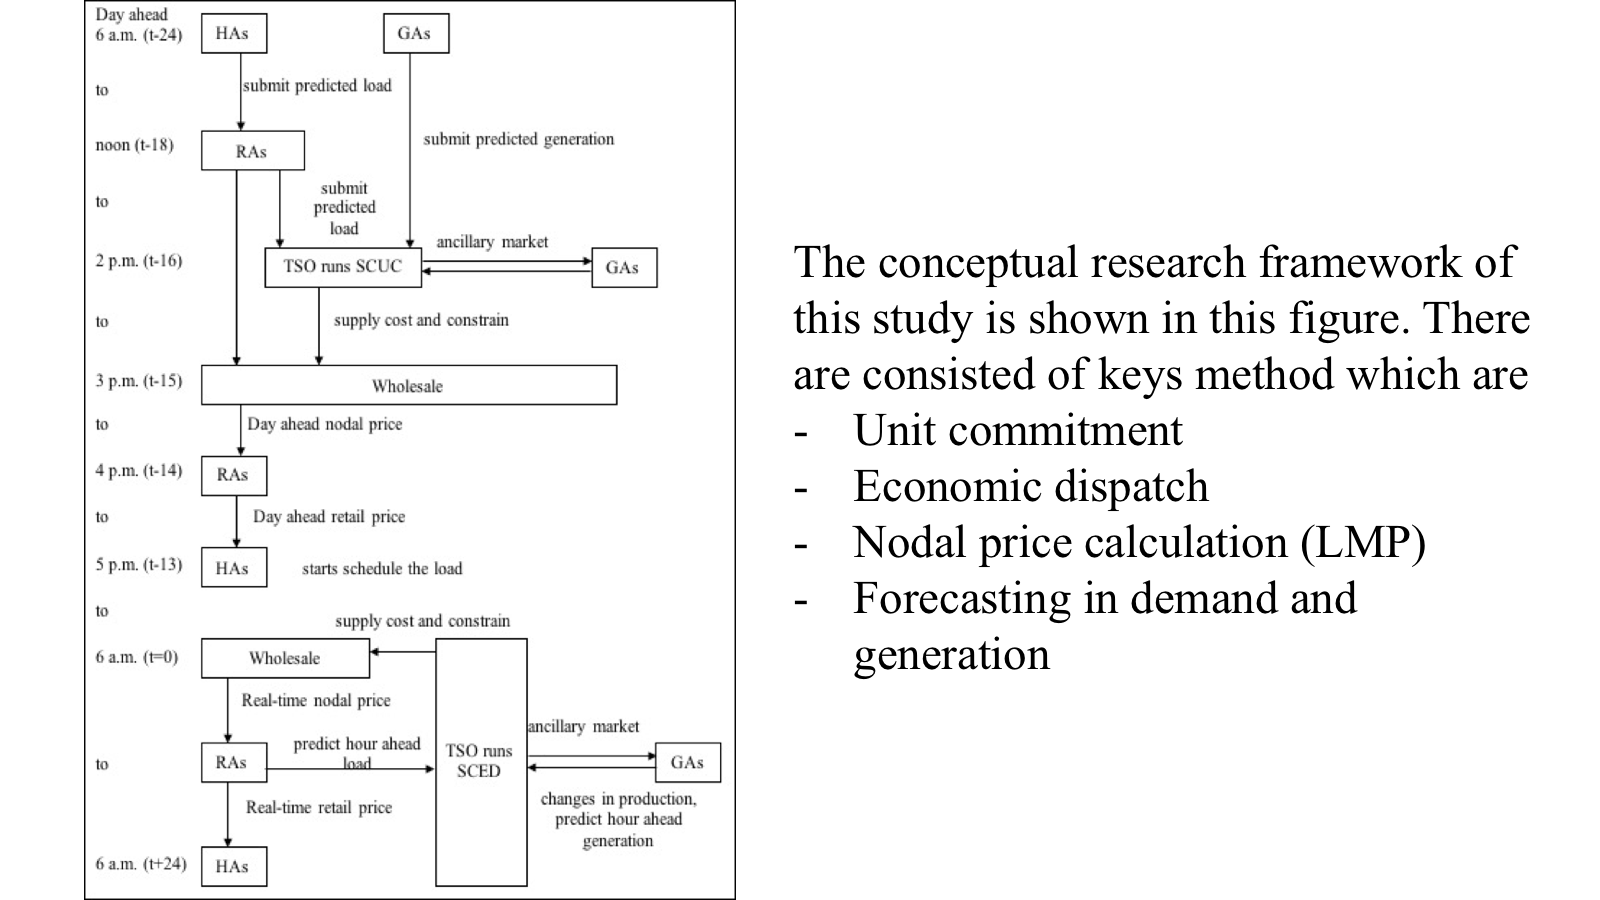 Day ahead
6 a.m. (t-24)
HAs
GAs
to
submit predicted load
noon (t-18)
RAs
submit predicted generation
to
submit
predicted
load
2 p.m. (t-16)
TSO runs SCUC
ancillary market
GAs
to
supply cost and constrain
3 p.m. (t-15)
Wholesale
to
Day ahead nodal price
4 p.m. (t-14)
RAs
to
Day ahead retail price
5 p.m. (t-13)
HAs
starts schedule the load
to
supply cost and constrain
6 a.m. (t=0)
Wholesale
Real-time nodal price
ancillary market
to
RAs
predict hour ahead
load
TSO runs
SCED
GAs
Real-time retail price
changes in production,
predict hour ahead
generation
6 a.m. (t+24)
HAs
The conceptual research framework of
this study is shown in this figure. There
are consisted of keys method which are
- Unit commitment
- Economic dispatch
- Nodal price calculation (LMP)
- Forecasting in demand and
generation